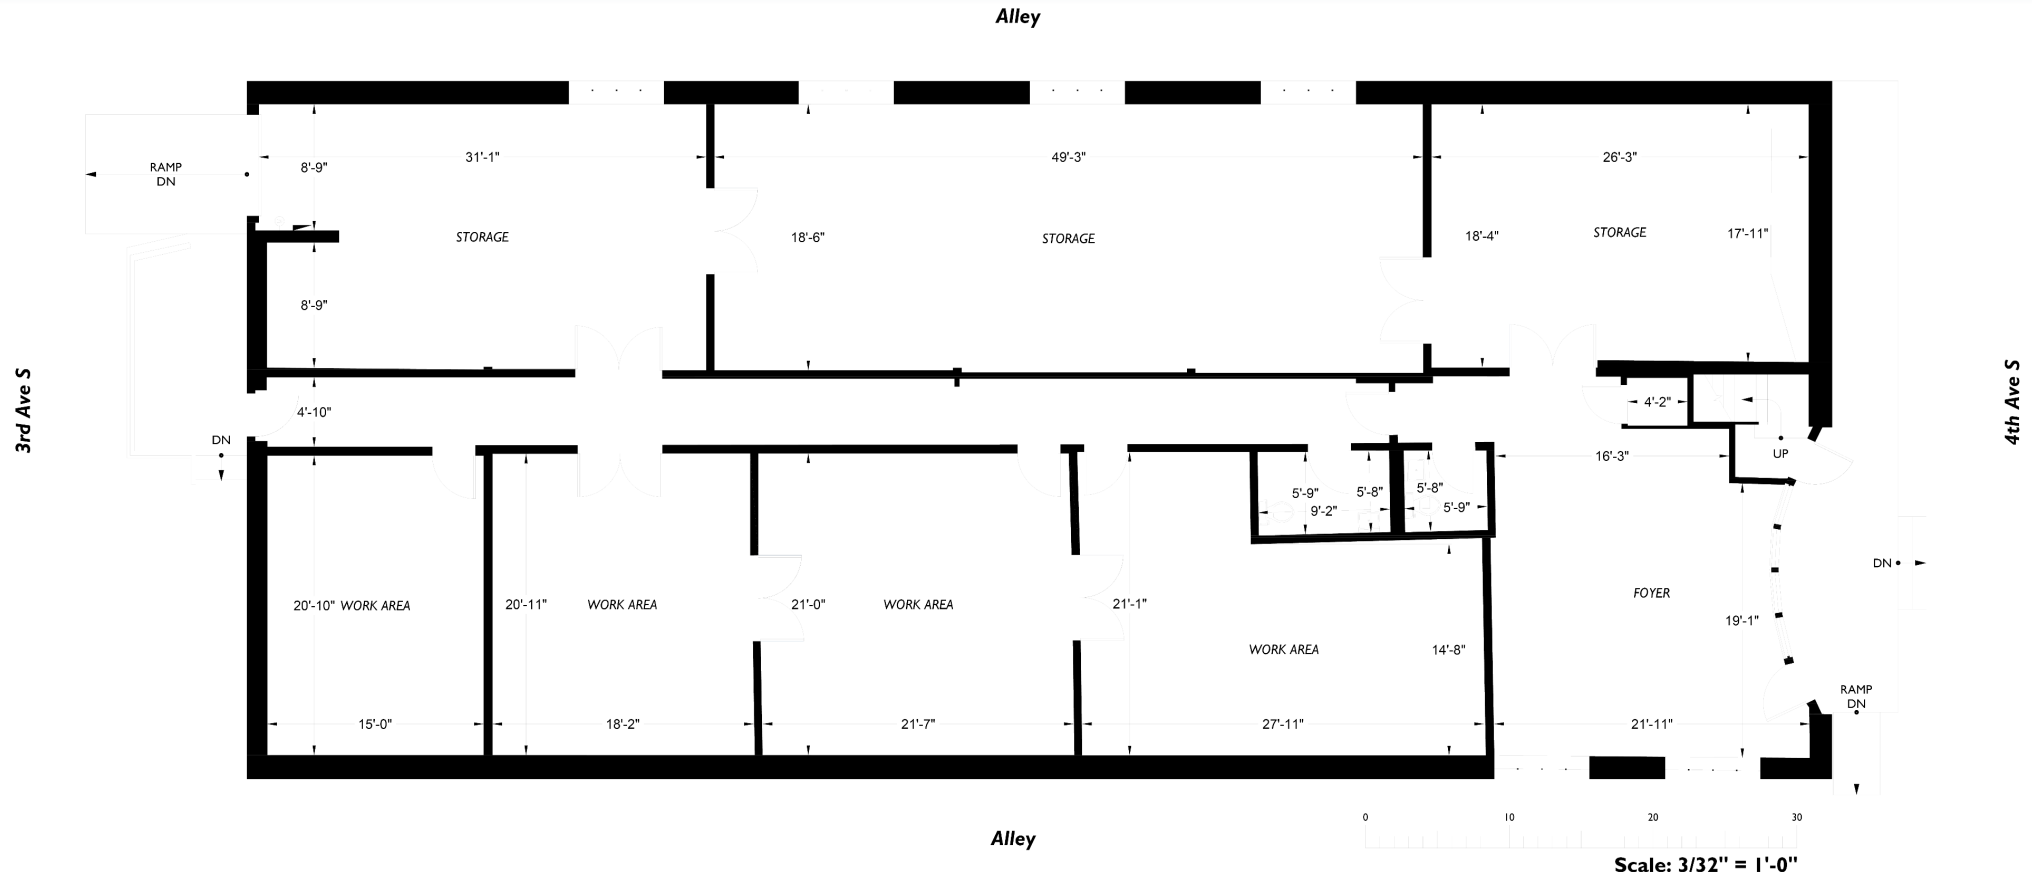 Alley
RAMP
DN
8'-9"
31'-1"
49'-3"
26'-3"
STORAGE
18'-6"
STORAGE
18'-4"
STORAGE
17'-11"
8'-9"
3rd Ave S
4th Ave S
4'-10"
4'-2"
DN
16'-3"
UP
5'-9"
9'-2"
5'-8"
5'-8"
5'-9"
DN
20'-10" WORK AREA
20'-11"
WORK AREA
21'-0"
WORK AREA
21'-1"
WORK AREA
14'-8"
FOYER
19'-1"
RAMP
DN
15'-0"
18'-2"
21'-7"
27'-11"
21'-11"
Alley
0 10 20 30
Scale: 3/32" = 1'-0"